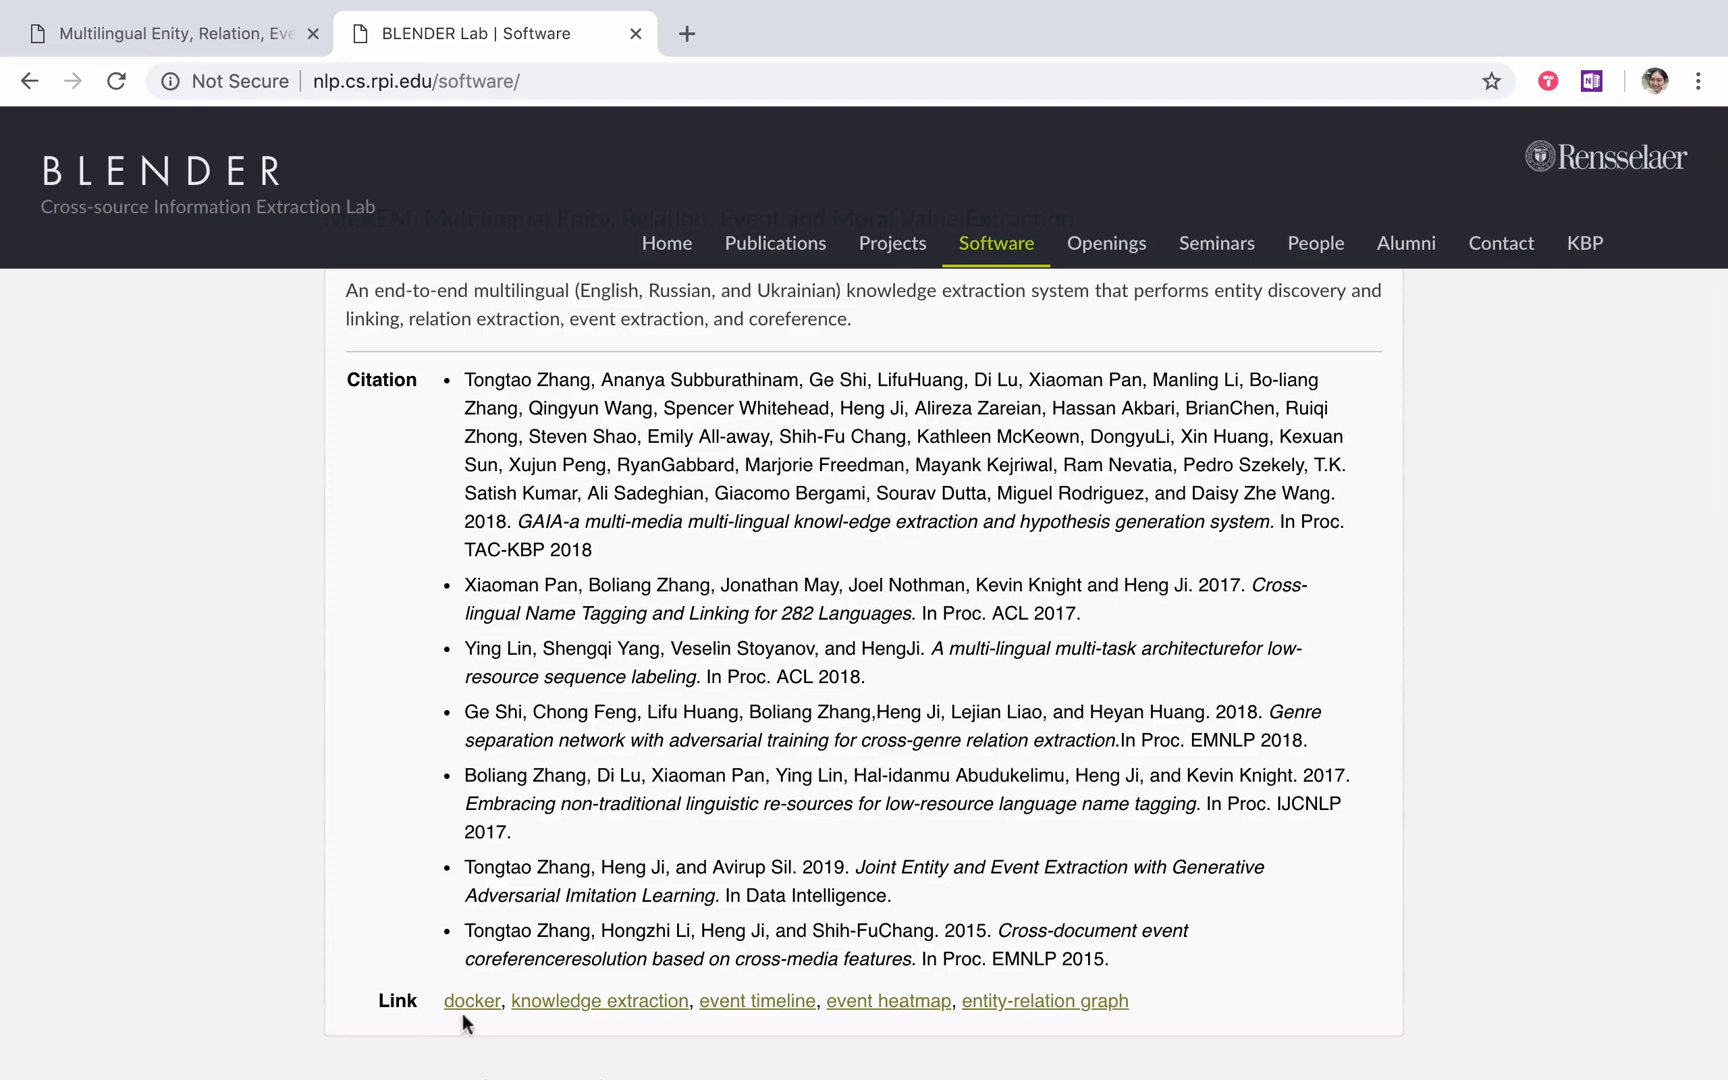 Multilingual Enity, Relation, Eve
BLENDER Lab | Software
Not Secure
nlp.cs.rpi.edu/software/
BLENDER
Rensselaer
Cross-source Information Extraction Lab
Multilingual Enity, Relation, Event and Moral Value Extraction
Home
Publications
Projects
Software
Openings
Seminars
People
Alumni
Contact
KBP
An end-to-end multilingual (English, Russian, and Ukrainian) knowledge extraction system that performs entity discovery and
linking, relation extraction, event extraction, and coreference.
Citation
• Tongtao Zhang, Ananya Subburathinam, Ge Shi, LifuHuang, Di Lu, Xiaoman Pan, Manling Li, Bo-liang
Zhang, Qingyun Wang, Spencer Whitehead, Heng Ji, Alireza Zareian, Hassan Akbari, BrianChen, Ruiqi
Zhong, Steven Shao, Emily All-away, Shih-Fu Chang, Kathleen McKeown, DongyuLi, Xin Huang, Kexuan
Sun, Xujun Peng, RyanGabbard, Marjorie Freedman, Mayank Kejriwal, Ram Nevatia, Pedro Szekely, T.K.
Satish Kumar, Ali Sadeghian, Giacomo Bergami, Sourav Dutta, Miguel Rodriguez, and Daisy Zhe Wang.
2018. GAIA-a multi-media multi-lingual knowl-edge extraction and hypothesis generation system. In Proc.
TAC-KBP 2018
• Xiaoman Pan, Boliang Zhang, Jonathan May, Joel Nothman, Kevin Knight and Heng Ji. 2017. Cross-
lingual Name Tagging and Linking for 282 Languages. In Proc. ACL 2017.
• Ying Lin, Shengqi Yang, Veselin Stoyanov, and HengJi. A multi-lingual multi-task architecturefor low-
resource sequence labeling. In Proc. ACL 2018.
• Ge Shi, Chong Feng, Lifu Huang, Boliang Zhang,Heng Ji, Lejian Liao, and Heyan Huang. 2018. Genre
separation network with adversarial training for cross-genre relation extraction.In Proc. EMNLP 2018.
• Boliang Zhang, Di Lu, Xiaoman Pan, Ying Lin, Hal-idanmu Abudukelimu, Heng Ji, and Kevin Knight. 2017.
Embracing non-traditional linguistic re-sources for low-resource language name tagging. In Proc. IJCNLP
2017.
• Tongtao Zhang, Heng Ji, and Avirup Sil. 2019. Joint Entity and Event Extraction with Generative
Adversarial Imitation Learning. In Data Intelligence.
• Tongtao Zhang, Hongzhi Li, Heng Ji, and Shih-FuChang. 2015. Cross-document event
coreferenceresolution based on cross-media features. In Proc. EMNLP 2015.
Link
docker, knowledge extraction, event timeline, event heatmap, entity-relation graph